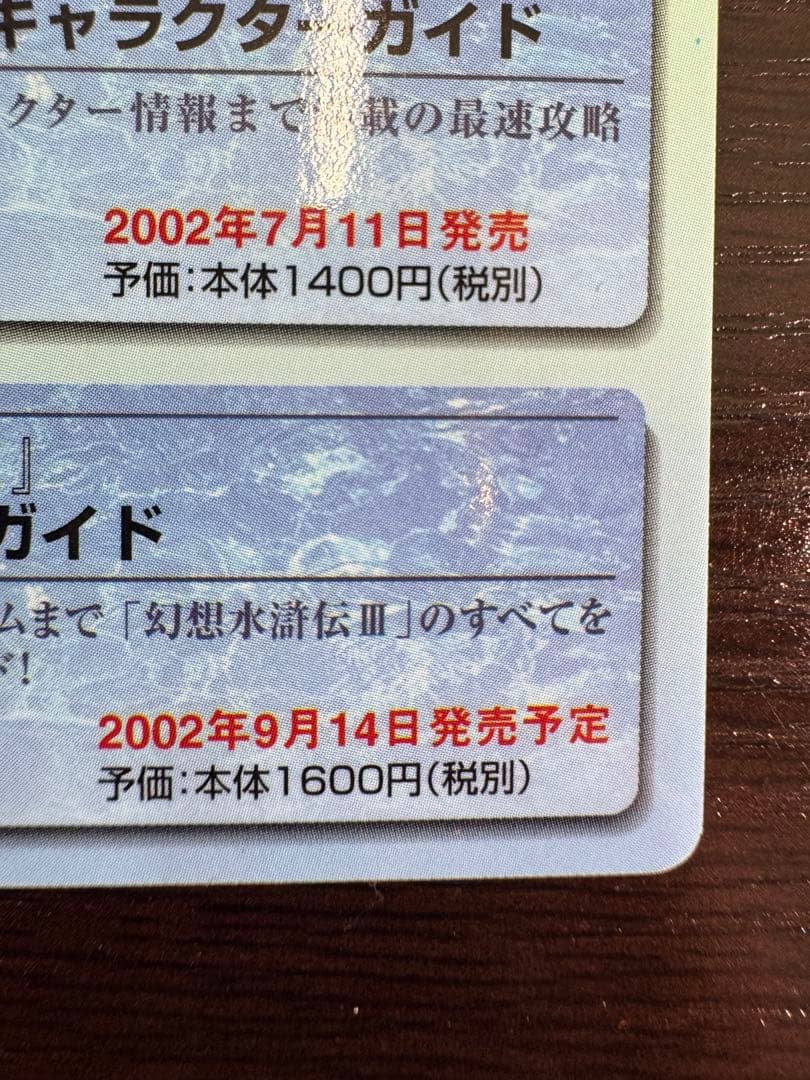 キャラクターガイド
クター情報まで 載の最速攻略
2002年7月11日発売
予価：本体1400円（税別）
』
ガイド
ムまで「幻想水滸伝Ⅲ」のすべてを
ド！
2002年9月14日発売予定
予価：本体1600円（税別）